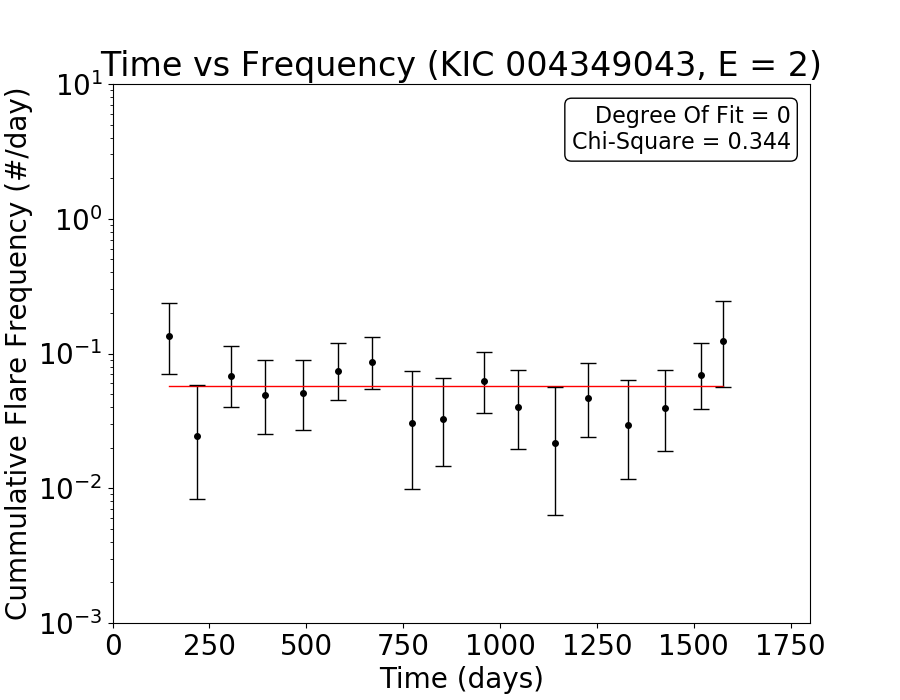 Time vs Frequency (KIC 004349043, E = 2)
Degree Of Fit = 0
Chi-Square = 0.344
Cummulative Flare Frequency (#/day)
10^1
10^0
10^-1
10^-2
10^-3
0 250 500 750 1000 1250 1500 1750
Time (days)